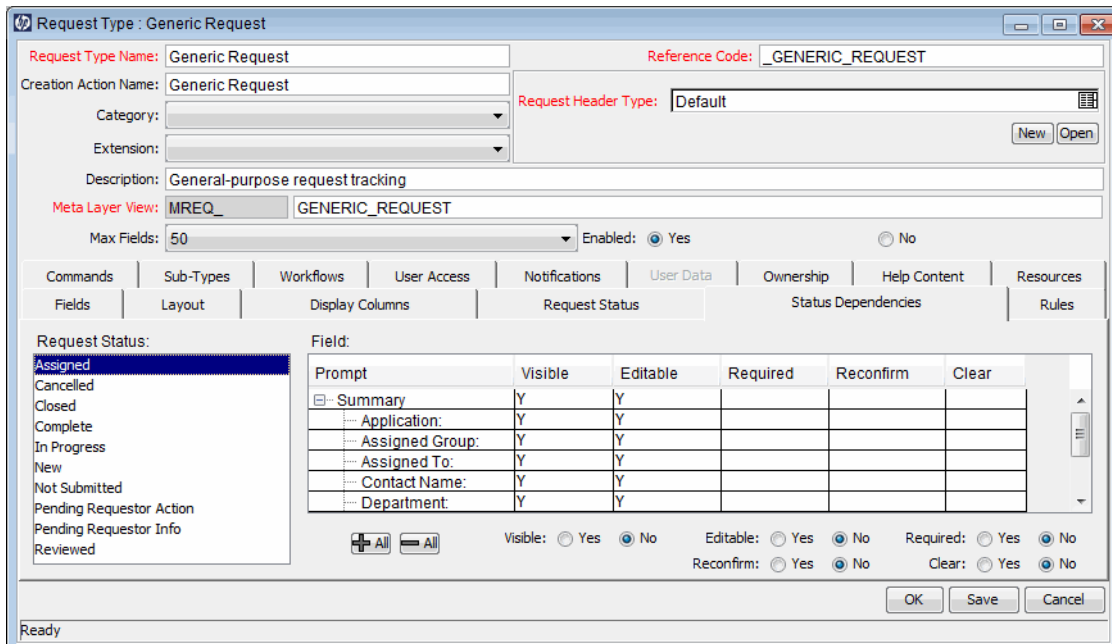 Request Type : Generic Request
Request Type Name: Generic Request Reference Code: _GENERIC_REQUEST
Creation Action Name: Generic Request
Request Header Type: Default
Category:
New Open
Extension:
Description: General-purpose request tracking
Meta Layer View: MREQ_ GENERIC_REQUEST
Max Fields: 50 Enabled: Yes No
Commands Sub-Types Workflows User Access Notifications User Data Ownership Help Content Resources
Fields Layout Display Columns Request Status Status Dependencies Rules
Request Status: Field:
Assigned
Cancelled
Closed
Complete
In Progress
New
Not Submitted
Pending Requestor Action
Pending Requestor Info
Reviewed
Prompt Visible Editable Required Reconfirm Clear
Summary Y Y
Application: Y Y
Assigned Group: Y Y
Assigned To: Y Y
Contact Name: Y Y
Department: Y Y
All All Visible: Yes No Editable: Yes No Required: Yes No
Reconfirm: Yes No Clear: Yes No
OK Save Cancel
Ready